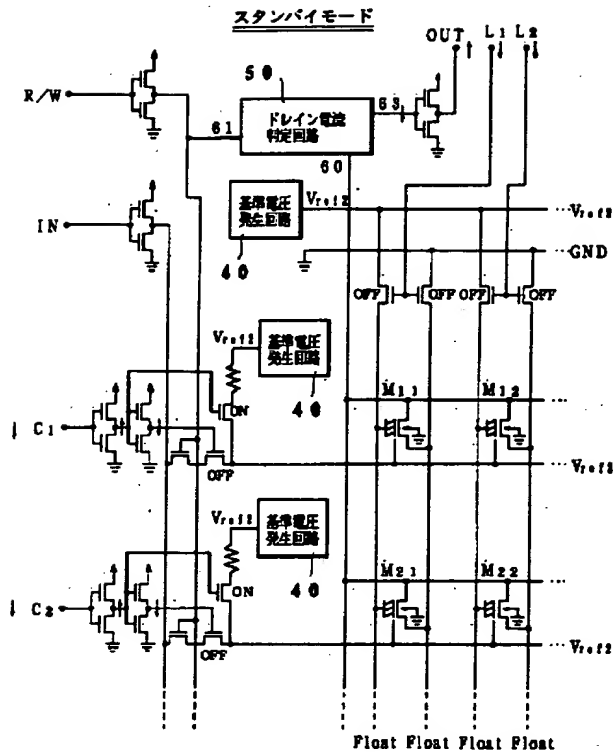 スタンバイモード
OUT L1 L2
50
R/W
61
ドレイン電流
判定回路
63
60
基準電圧
発生回路
Vref2
Vref2
40
IN
GND
OFF OFF OFF OFF
Vref2
基準電圧
発生回路
40
M11 M12
ON
C1
OFF
Vref2
Vref2
基準電圧
発生回路
40
M21 M22
ON
C2
OFF
Vref2
Float Float Float Float